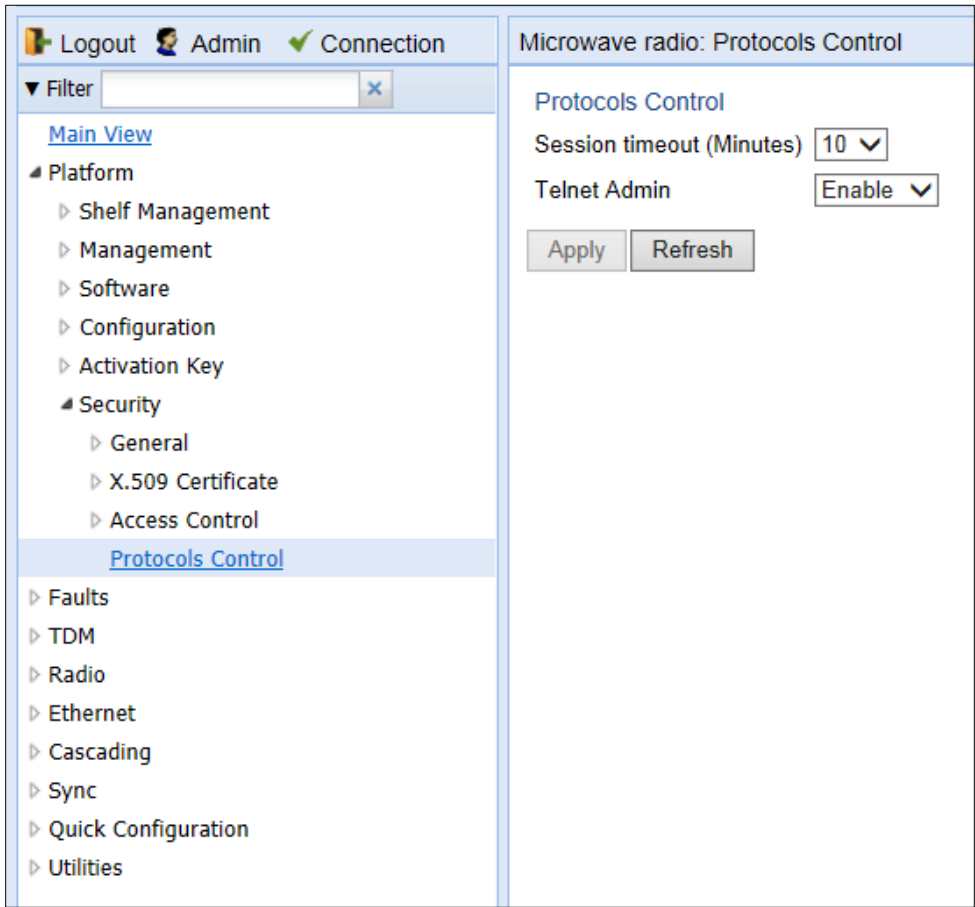 Logout Admin Connection
Filter
Main View
Platform
Shelf Management
Management
Software
Configuration
Activation Key
Security
General
X.509 Certificate
Access Control
Protocols Control
Faults
TDM
Radio
Ethernet
Cascading
Sync
Quick Configuration
Utilities
Microwave radio: Protocols Control
Protocols Control
Session timeout (Minutes) 10
Telnet Admin Enable
Apply Refresh